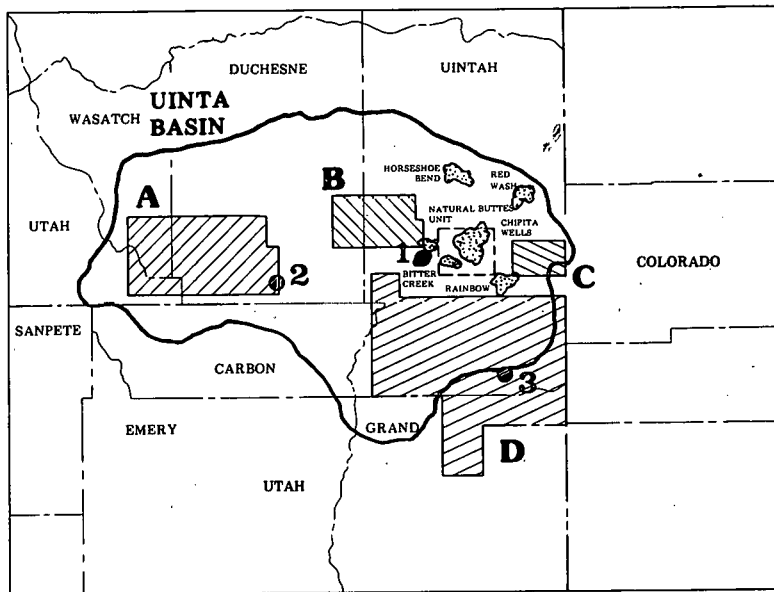 DUCHESNE
UINTAH
WASATCH
UINTA
BASIN
HORSESHOE
BEND
RED
WASH
A
B
NATURAL BUTTES
UNIT
CHIPITA
WELLS
UTAH
1
2
BITTER
CREEK
RAINBOW
C
COLORADO
SANPETE
CARBON
3
EMERY
GRAND
D
UTAH